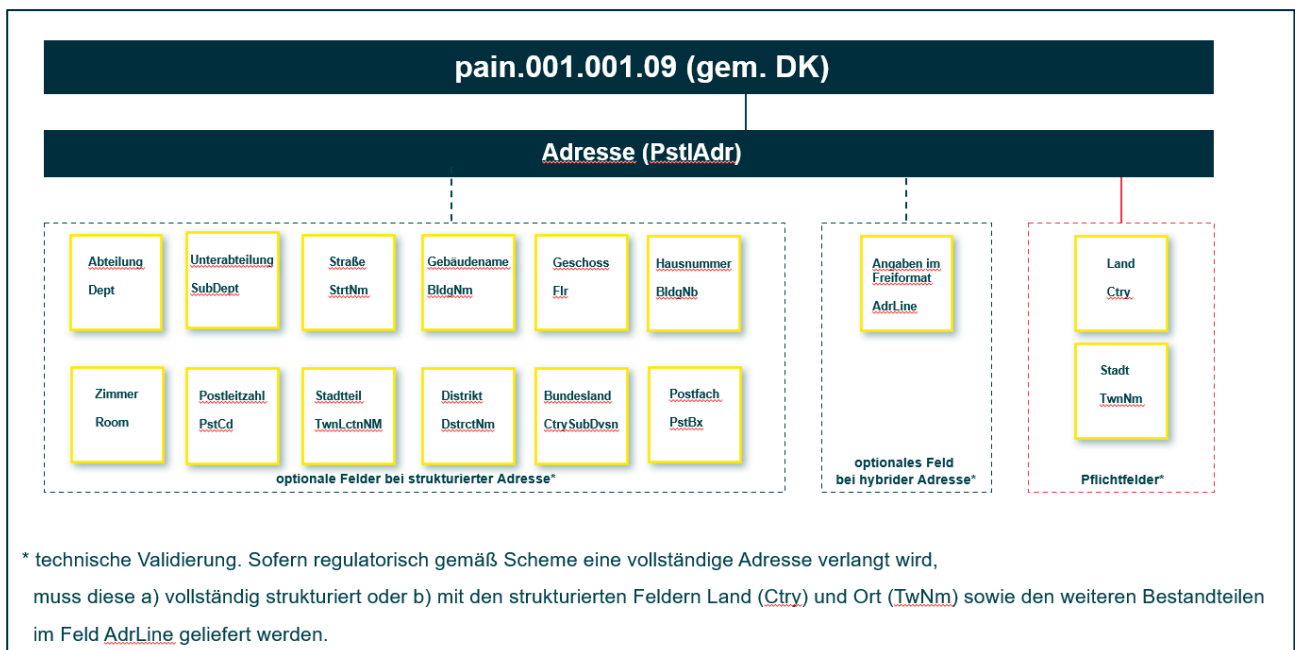 pain.001.001.09 (gem. DK)
Adresse (PstlAdr)
Abteilung
Dept
Unterabteilung
SubDept
Straße
StrtNm
Gebäudename
BldgNm
Geschoss
Flr
Hausnummer
BldgNb
Zimmer
Room
Postleitzahl
PstCd
Stadtteil
TwnLctnNM
Distrikt
DstrctNm
Bundesland
CtrySubDvsn
Postfach
PstBx
optionale Felder bei strukturierter Adresse*
Angaben im
Freiformat
AdrLine
optionales Feld
bei hybrider Adresse*
Land
Ctry
Stadt
TwnNm
Pflichtfelder*
* technische Validierung. Sofern regulatorisch gemäß Scheme eine vollständige Adresse verlangt wird,
muss diese a) vollständig strukturiert oder b) mit den strukturierten Feldern Land (Ctry) und Ort (TwNm) sowie den weiteren Bestandteilen
im Feld AdrLine geliefert werden.